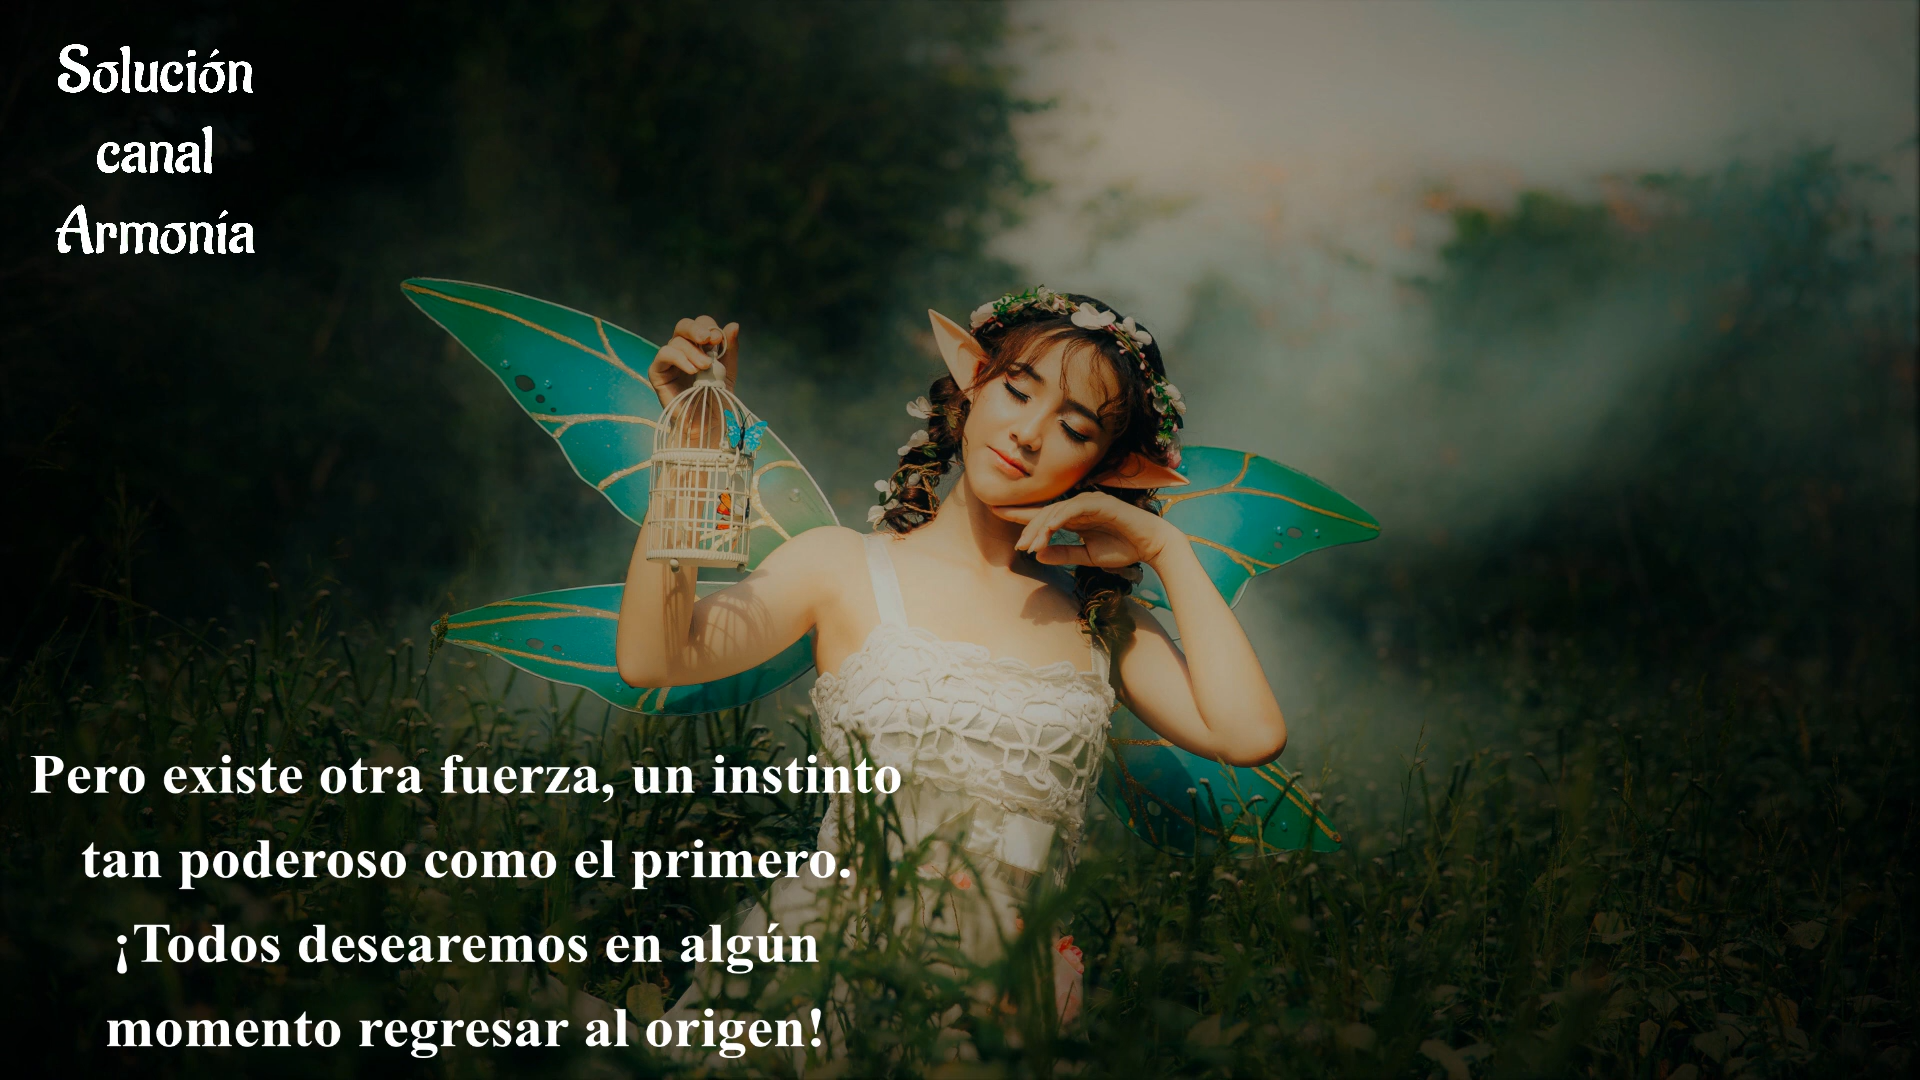 Solución
canal
Armonía
Pero existe otra fuerza, un instinto
tan poderoso como el primero.
¡Todos desearemos en algún
momento regresar al origen!